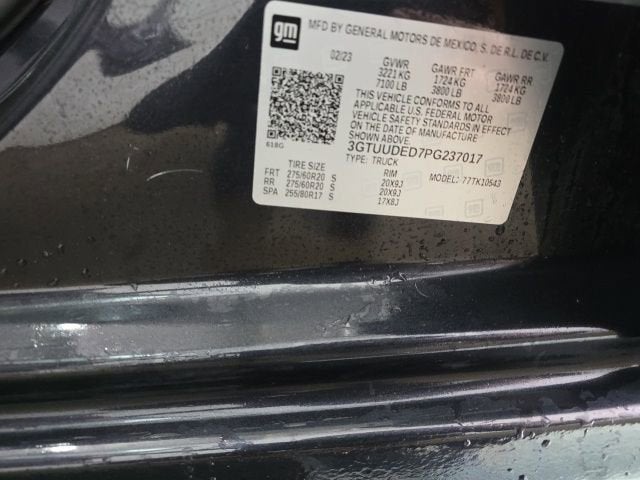 gm
MFD BY GENERAL MOTORS DE MEXICO, S. DE R.L. DE C.V.
02/23 GVWR GAWR FRT GAWR RR
3221 KG 1724 KG 1724 KG
7100 LB 3800 LB 3800 LB
THIS VEHICLE CONFORMS TO ALL
APPLICABLE U.S. FEDERAL MOTOR
VEHICLE SAFETY STANDARDS IN EFFECT
ON THE DATE OF MANUFACTURE
SHOWN ABOVE.
618G
3GTUUDED7PG237017
TYPE: TRUCK MODEL: 77TK10543
TIRE SIZE RIM
FRT 275/60R20 S 20X9J
RR 275/60R20 S 20X9J
SPA 255/80R17 S 17X8J